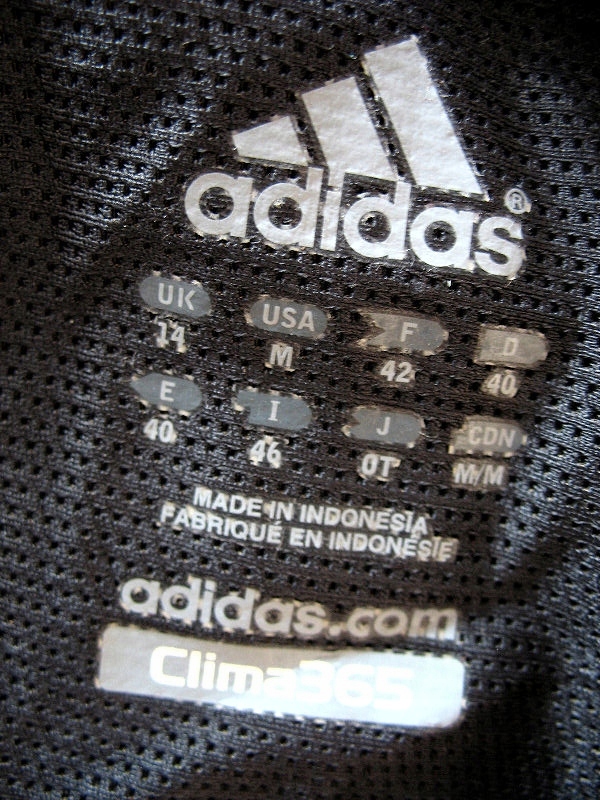 adidas®
UK USA F D
14 M 42 40
E I J CDN
40 46 OT M/M
MADE IN INDONESIA
FABRIQUÉ EN INDONÉSIE
adidas.com
Clima365